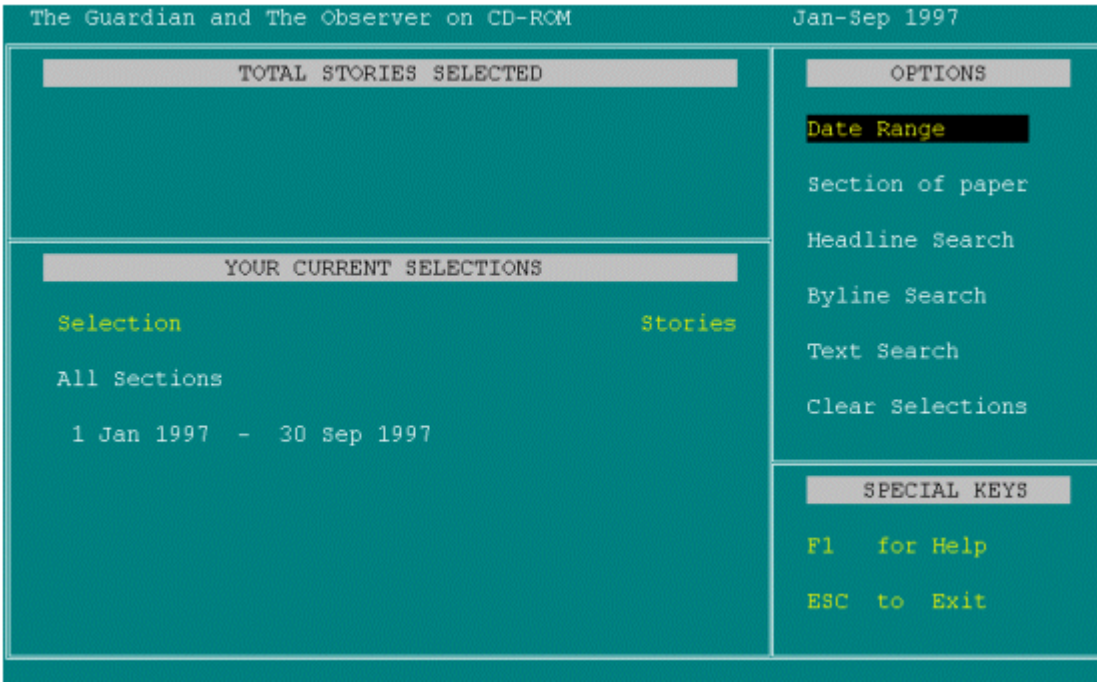 The Guardian and The Observer on CD-ROM Jan-Sep 1997
TOTAL STORIES SELECTED
YOUR CURRENT SELECTIONS
Selection Stories
All Sections
1 Jan 1997 - 30 Sep 1997
OPTIONS
Date Range
Section of paper
Headline Search
Byline Search
Text Search
Clear Selections
SPECIAL KEYS
F1 for Help
ESC to Exit